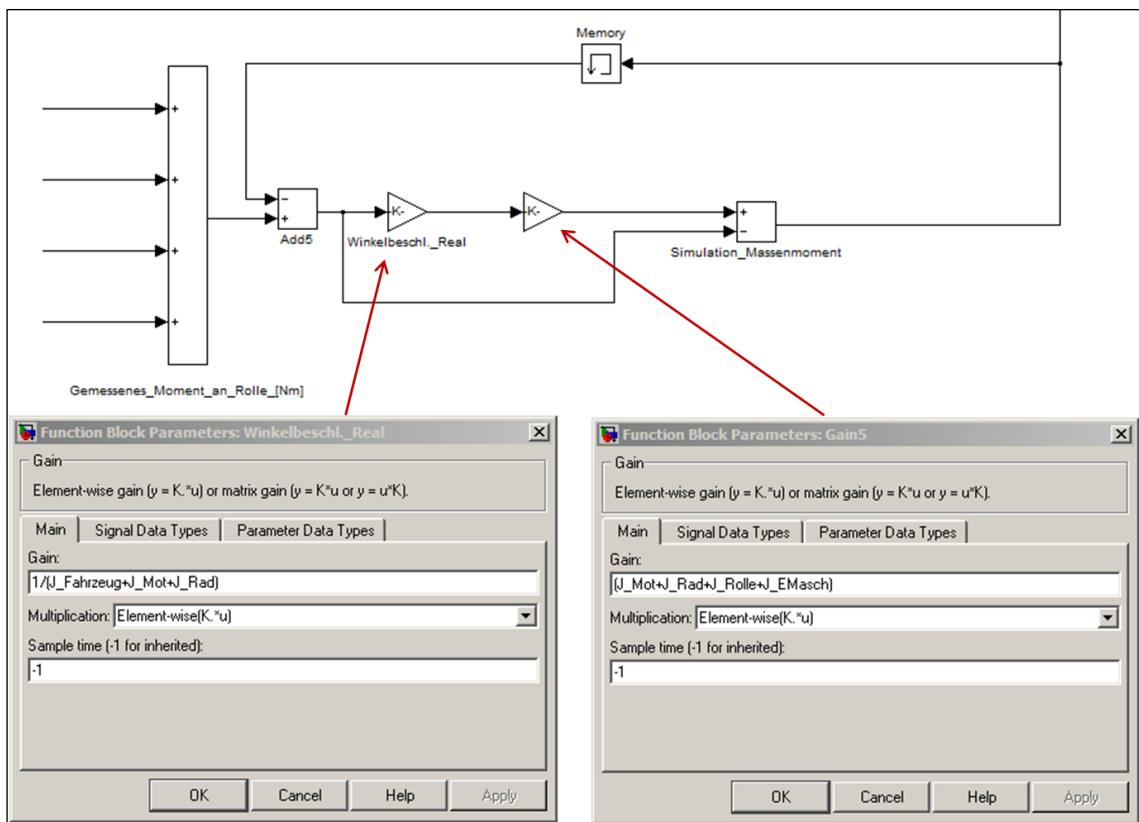 Memory
+
+
+
+
−
+
Add5
K-
Winkelbeschl._Real
K-
+
−
Simulation_Massenmoment
Gemessenes_Moment_an_Rolle_[Nm]
Function Block Parameters: Winkelbeschl._Real
Gain
Element-wise gain (y = K.*u) or matrix gain (y = K*u or y = u*K).
Main Signal Data Types Parameter Data Types
Gain:
1/(J_Fahrzeug+J_Mot+J_Rad)
Multiplication: Element-wise(K.*u)
Sample time (-1 for inherited):
-1
OK Cancel Help Apply
Function Block Parameters: Gain5
Gain
Element-wise gain (y = K.*u) or matrix gain (y = K*u or y = u*K).
Main Signal Data Types Parameter Data Types
Gain:
(J_Mot+J_Rad+J_Rolle+J_EMasch)
Multiplication: Element-wise(K.*u)
Sample time (-1 for inherited):
-1
OK Cancel Help Apply